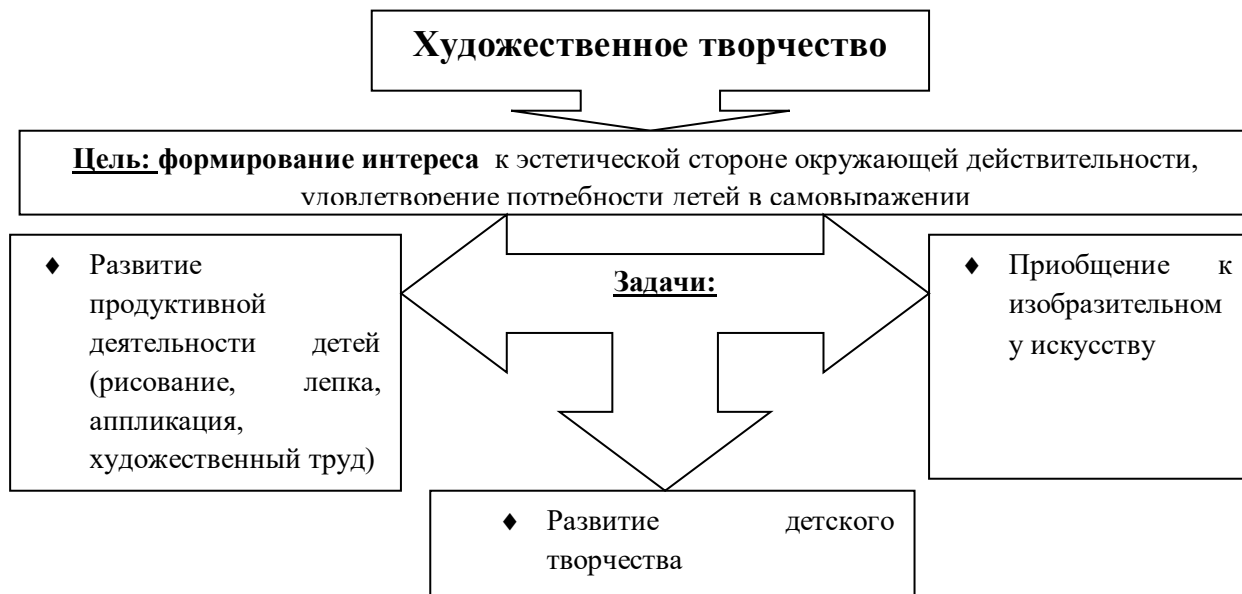 Художественное творчество
Цель: формирование интереса к эстетической стороне окружающей действительности,
удовлетворение потребности детей в самовыражении
Задачи:
♦ Развитие
продуктивной
деятельности детей
(рисование, лепка,
аппликация,
художественный труд)
♦ Приобщение к
изобразительном
у искусству
♦ Развитие детского
творчества